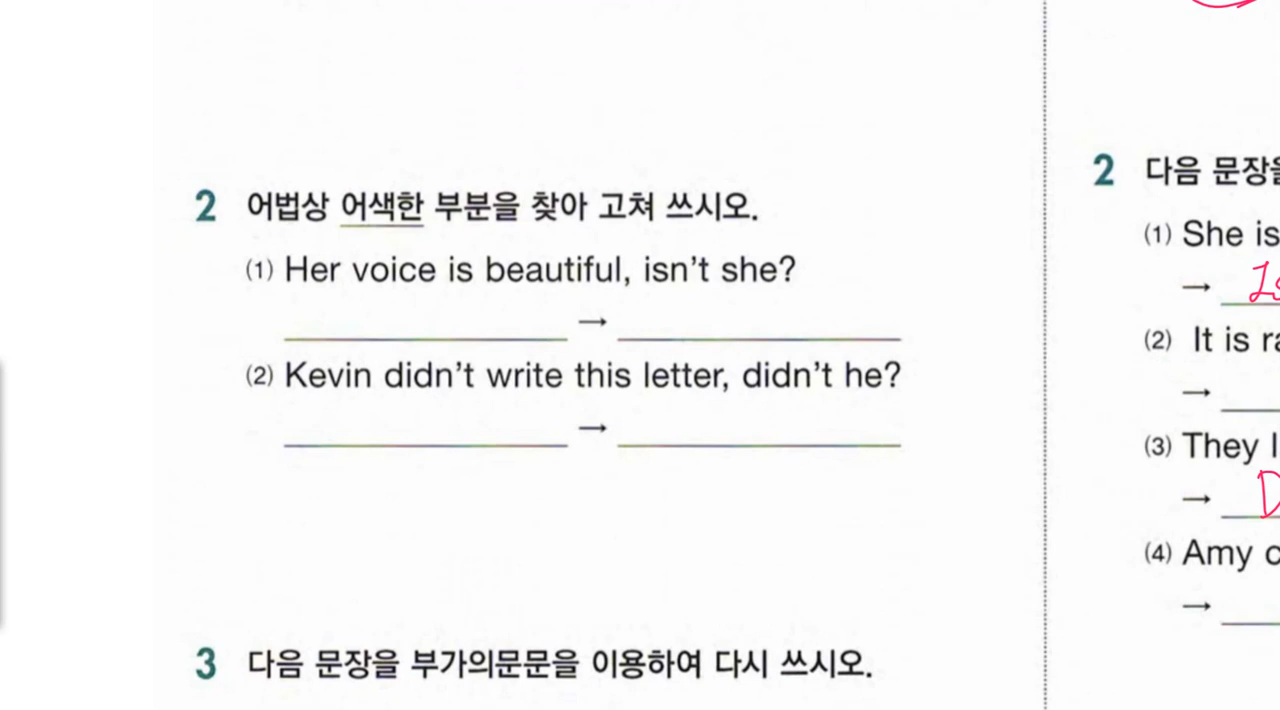 2 어법상 어색한 부분을 찾아 고쳐 쓰시오.
(1) Her voice is beautiful, isn't she?
→
(2) Kevin didn't write this letter, didn't he?
→
3 다음 문장을 부가의문문을 이용하여 다시 쓰시오.
2 다음 문장을
(1) She is
→ Is
(2) It is
→
(3) They
→ D
(4) Amy
→